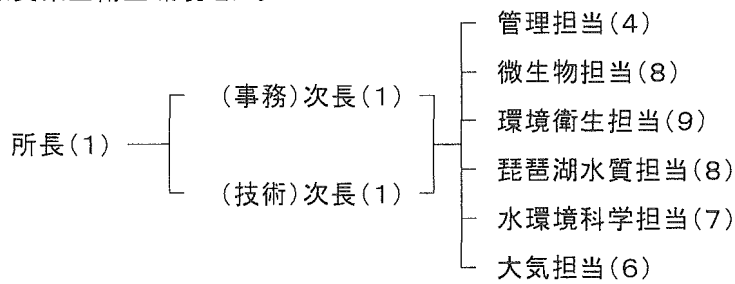 管理担当(4)
微生物担当(8)
(事務)次長(1)
環境衛生担当(9)
所長(1)
琵琶湖水質担当(8)
(技術)次長(1)
水環境科学担当(7)
大気担当(6)